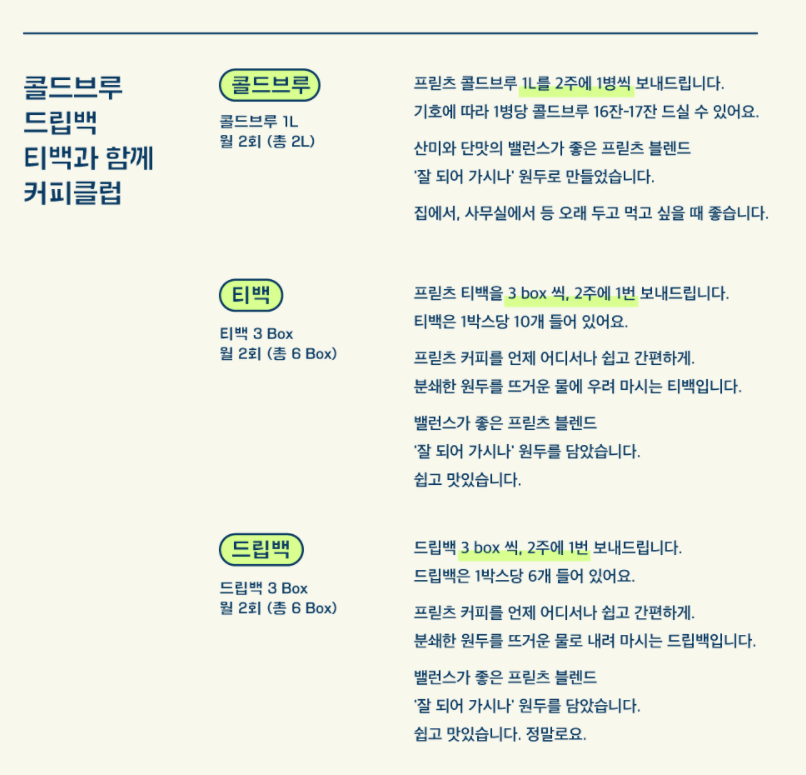 콜드브루
드립백
티백과 함께
커피클럽
콜드브루
콜드브루 1L
월 2회 (총 2L)
프릳츠 콜드브루 1L를 2주에 1병씩 보내드립니다.
기호에 따라 1병당 콜드브루 16잔-17잔 드실 수 있어요.
산미와 단맛의 밸런스가 좋은 프릳츠 블렌드
'잘 되어 가시나' 원두로 만들었습니다.
집에서, 사무실에서 등 오래 두고 먹고 싶을 때 좋습니다.
티백
티백 3 Box
월 2회 (총 6 Box)
프릳츠 티백을 3 box 씩, 2주에 1번 보내드립니다.
티백은 1박스당 10개 들어 있어요.
프릳츠 커피를 언제 어디서나 쉽고 간편하게.
분쇄한 원두를 뜨거운 물에 우려 마시는 티백입니다.
밸런스가 좋은 프릳츠 블렌드
'잘 되어 가시나' 원두를 담았습니다.
쉽고 맛있습니다.
드립백
드립백 3 Box
월 2회 (총 6 Box)
드립백 3 box 씩, 2주에 1번 보내드립니다.
드립백은 1박스당 6개 들어 있어요.
프릳츠 커피를 언제 어디서나 쉽고 간편하게.
분쇄한 원두를 뜨거운 물로 내려 마시는 드립백입니다.
밸런스가 좋은 프릳츠 블렌드
'잘 되어 가시나' 원두를 담았습니다.
쉽고 맛있습니다. 정말로요.